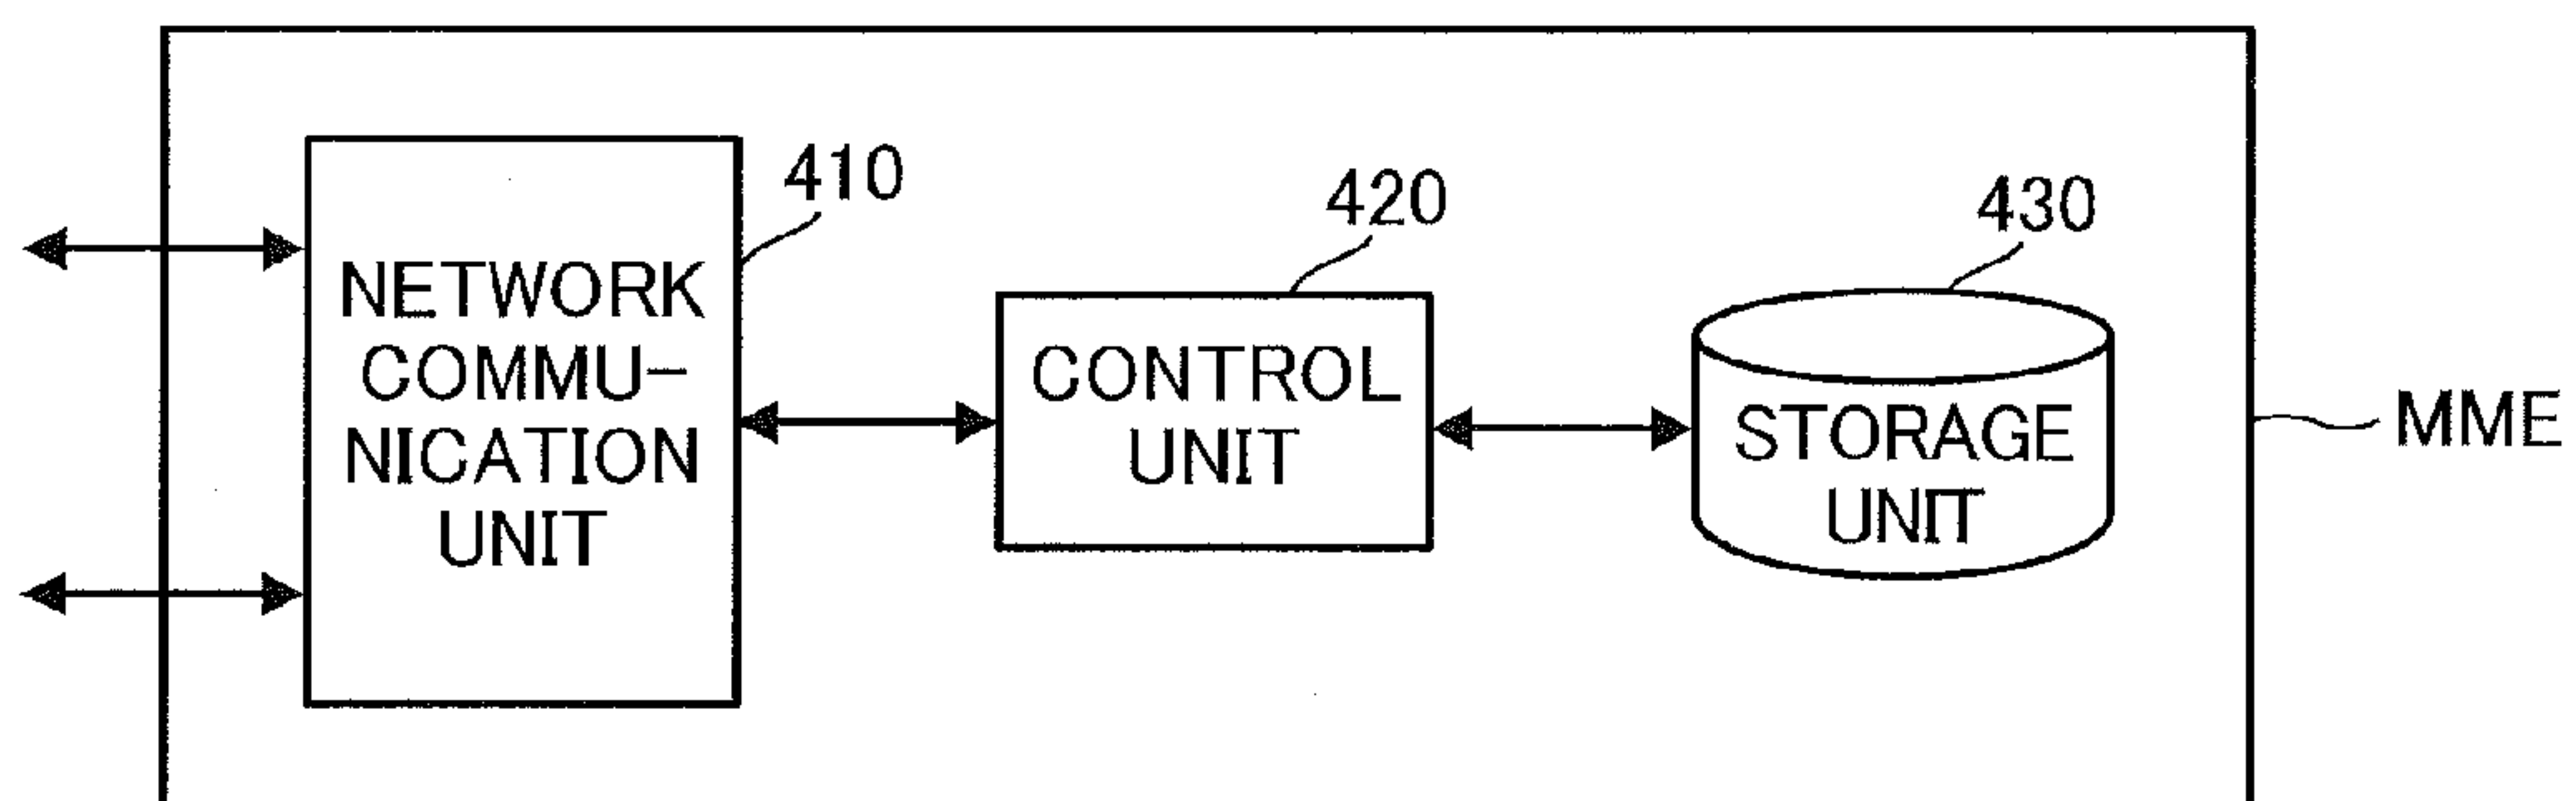 410
NETWORK
COMMU-
NICATION
UNIT
420
CONTROL
UNIT
430
STORAGE
UNIT
MME